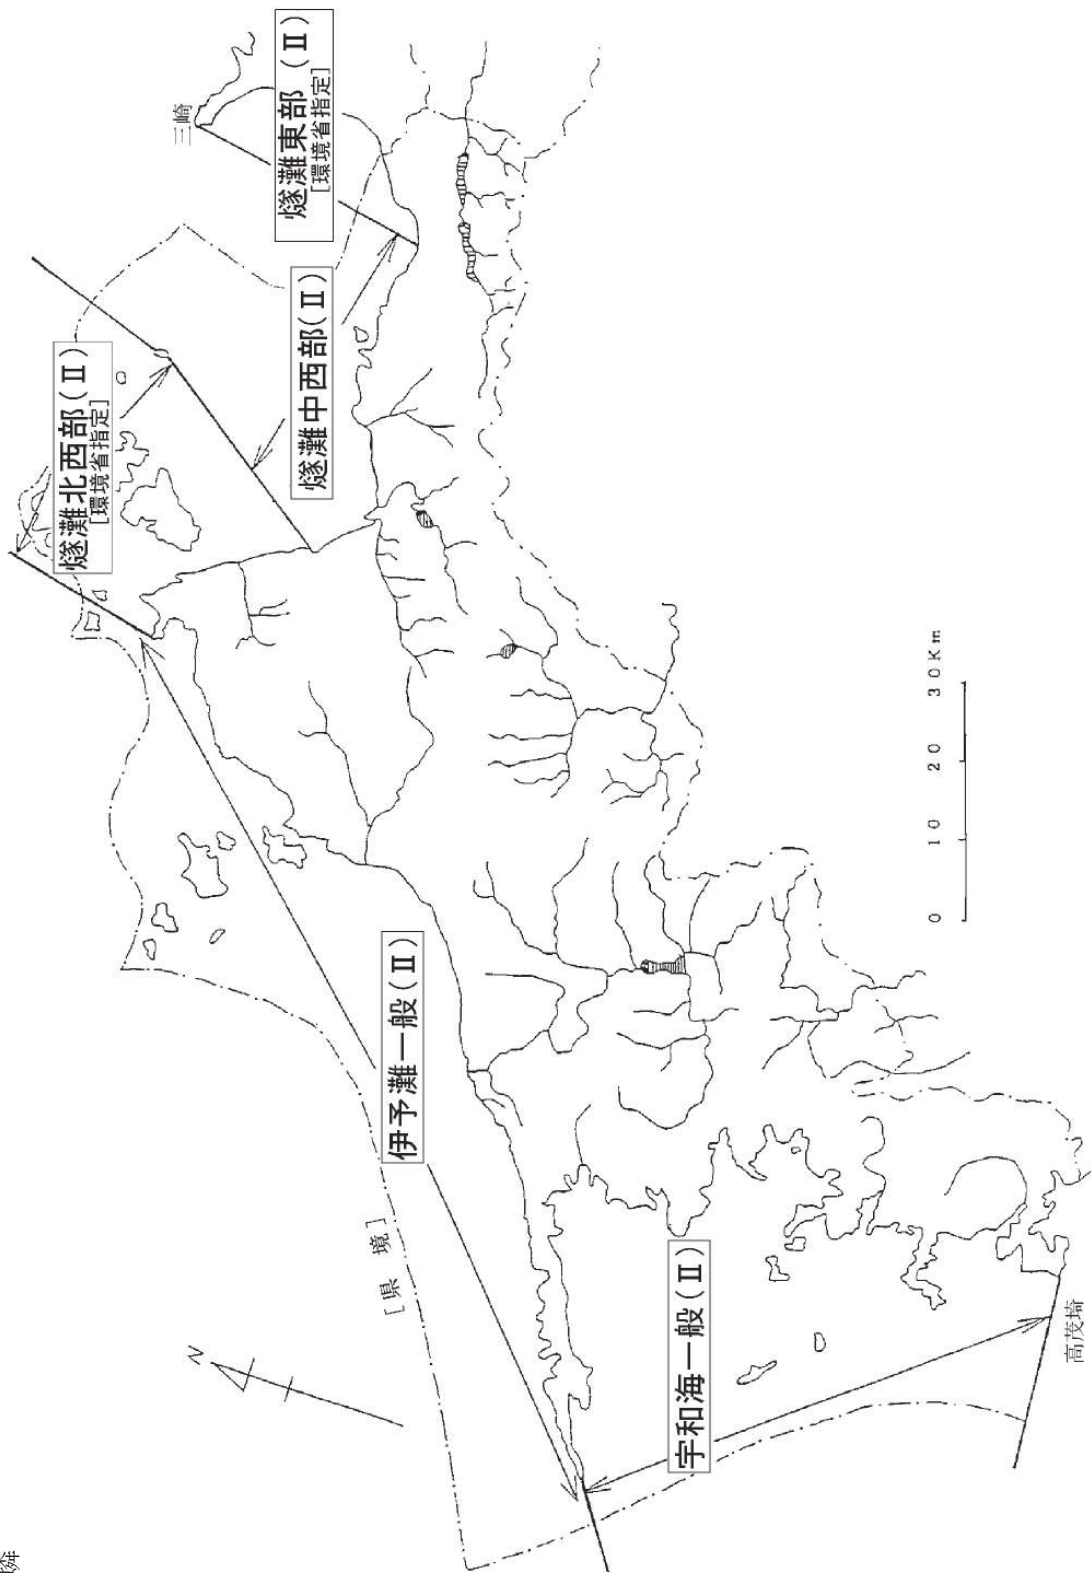 燐
三崎
燧灘東部(Ⅱ)
[環境省指定]
燧灘北西部(Ⅱ)
[環境省指定]
燧灘中西部(Ⅱ)
伊予灘一般(Ⅱ)
[県境]
N
宇和海一般(Ⅱ)
高茂埼
0 10 20 30Km